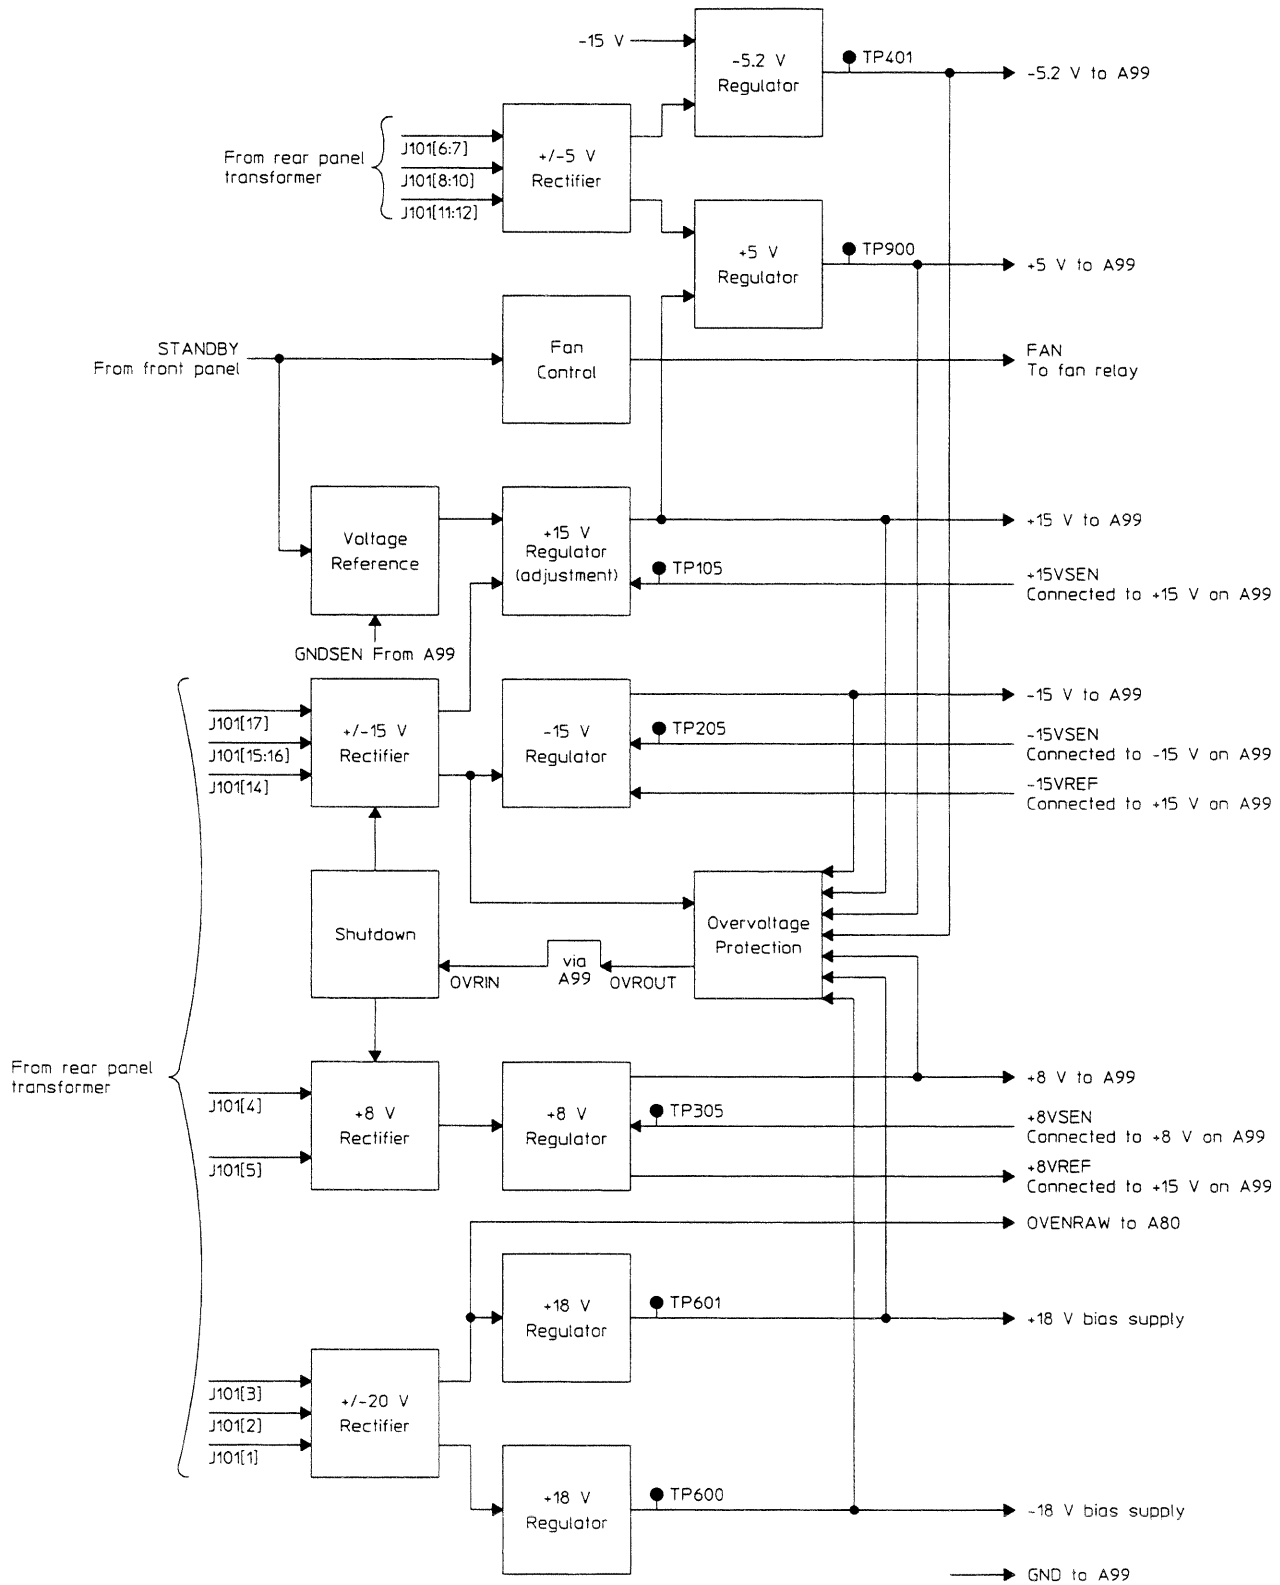 -15 V
-5.2 V
Regulator
TP401
-5.2 V to A99
From rear panel
transformer
J101[6:7]
J101[8:10]
J101[11:12]
+/-5 V
Rectifier
+5 V
Regulator
TP900
+5 V to A99
STANDBY
From front panel
Fan
Control
FAN
To fan relay
Voltage
Reference
+15 V
Regulator
(adjustment)
+15 V to A99
TP105
+15VSEN
Connected to +15 V on A99
GNDSEN From A99
J101[17]
J101[15:16]
J101[14]
+/-15 V
Rectifier
-15 V
Regulator
-15 V to A99
TP205
-15VSEN
Connected to -15 V on A99
-15VREF
Connected to +15 V on A99
Shutdown
OVRIN
via
A99
OVROUT
Overvoltage
Protection
From rear panel
transformer
J101[4]
J101[5]
+8 V
Rectifier
+8 V
Regulator
+8 V to A99
TP305
+8VSEN
Connected to +8 V on A99
+8VREF
Connected to +15 V on A99
OVENRAW to A80
+18 V
Regulator
TP601
+18 V bias supply
J101[3]
J101[2]
J101[1]
+/-20 V
Rectifier
+18 V
Regulator
TP600
-18 V bias supply
GND to A99